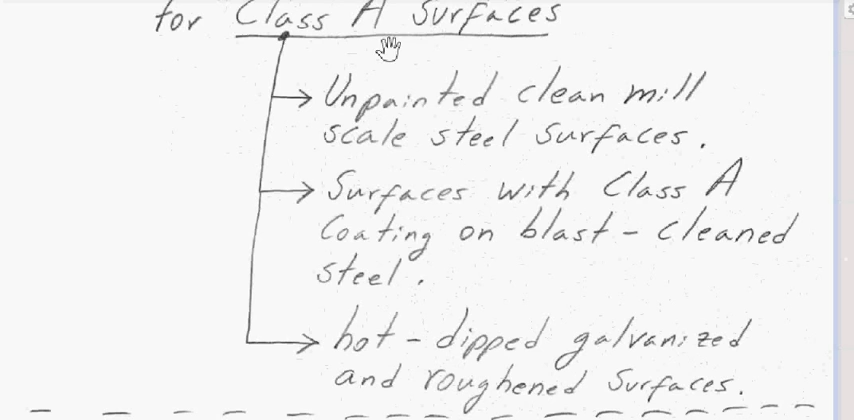 for Class A Surfaces
Unpainted clean mill
scale steel surfaces.
Surfaces with Class A
Coating on blast - cleaned
steel.
hot - dipped galvanized
and roughened Surfaces.